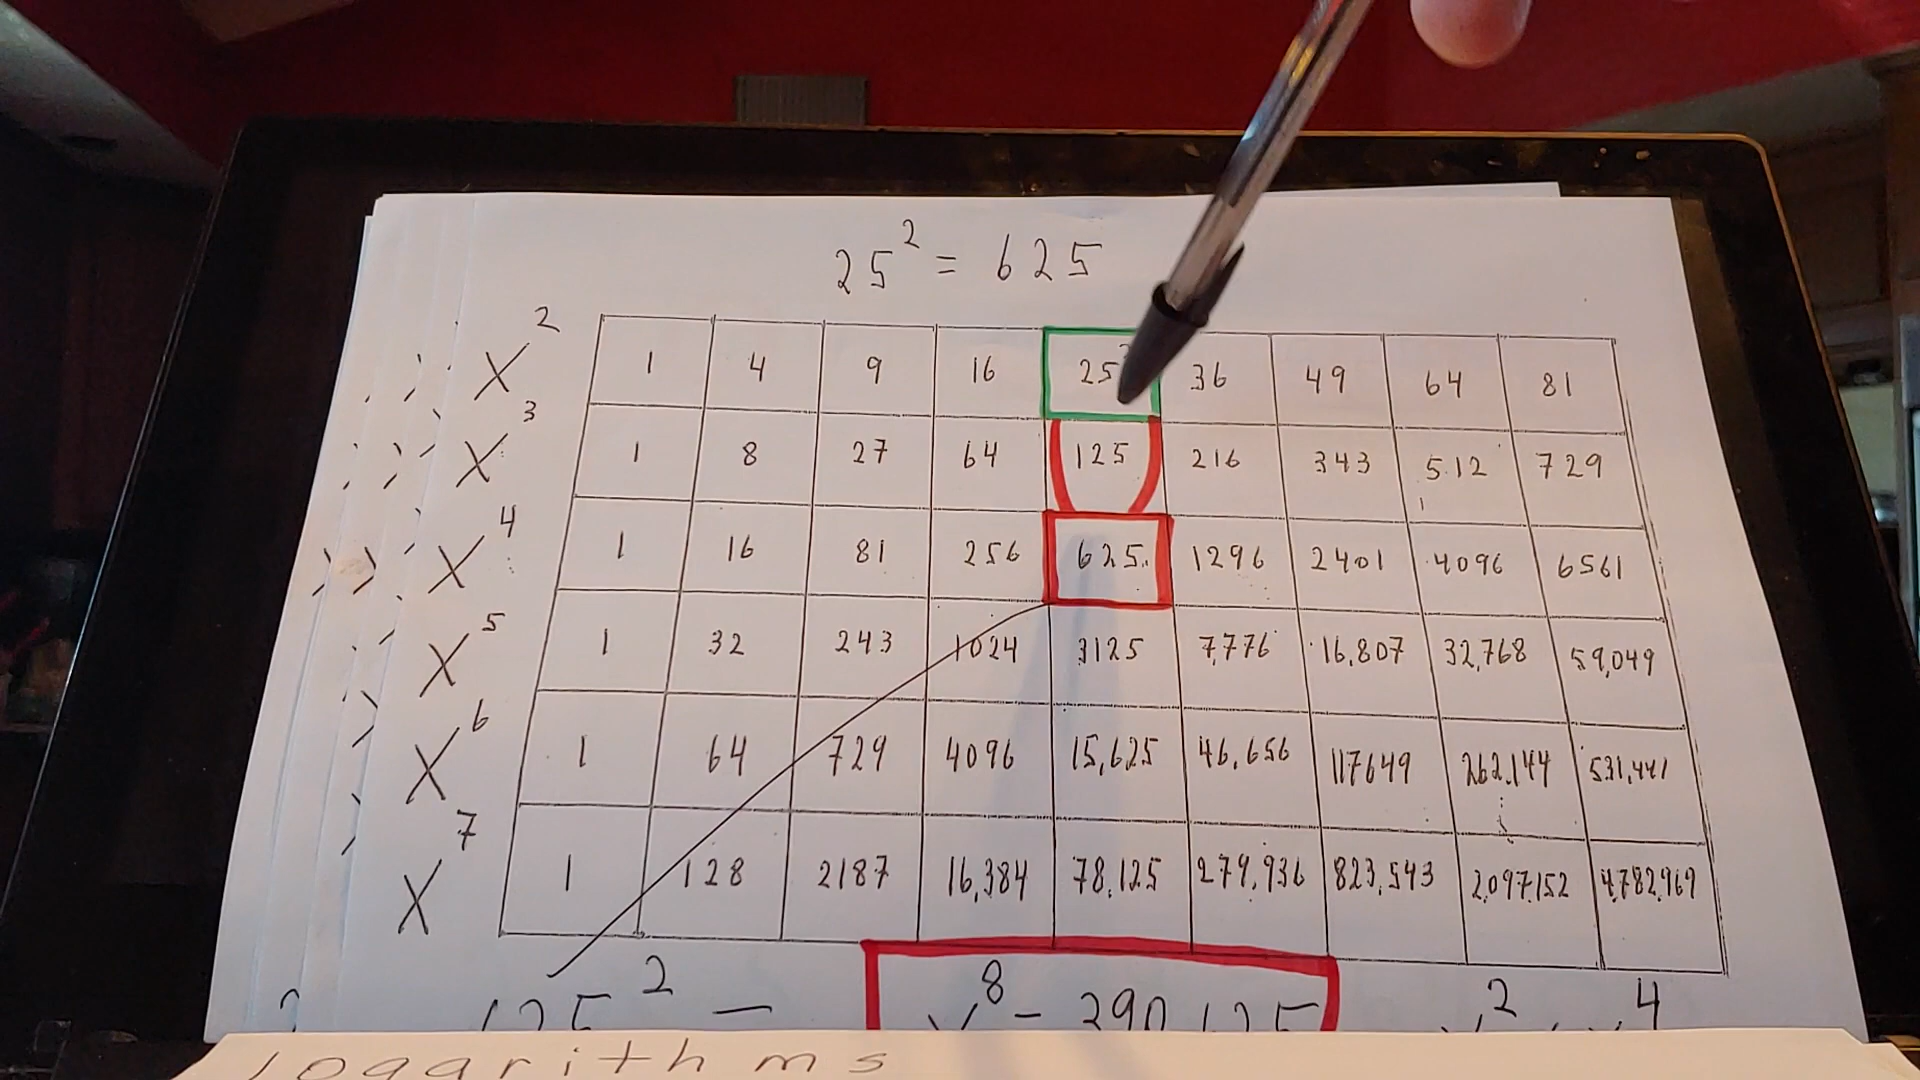 25² = 625
X² 1 4 9 16 25² 36 49 64 81
X³ 1 8 27 64 125 216 343 512 729
X⁴ 1 16 81 256 625 1296 2401 4096 6561
X⁵ 1 32 243 1024 3125 7,776 16,807 32,768 59,049
X⁶ 1 64 729 4096 15,625 46,656 117649 262,144 531,441
X⁷ 1 128 2187 16,384 78,125 279,936 823,543 2,097,152 4,782,969
logarithms